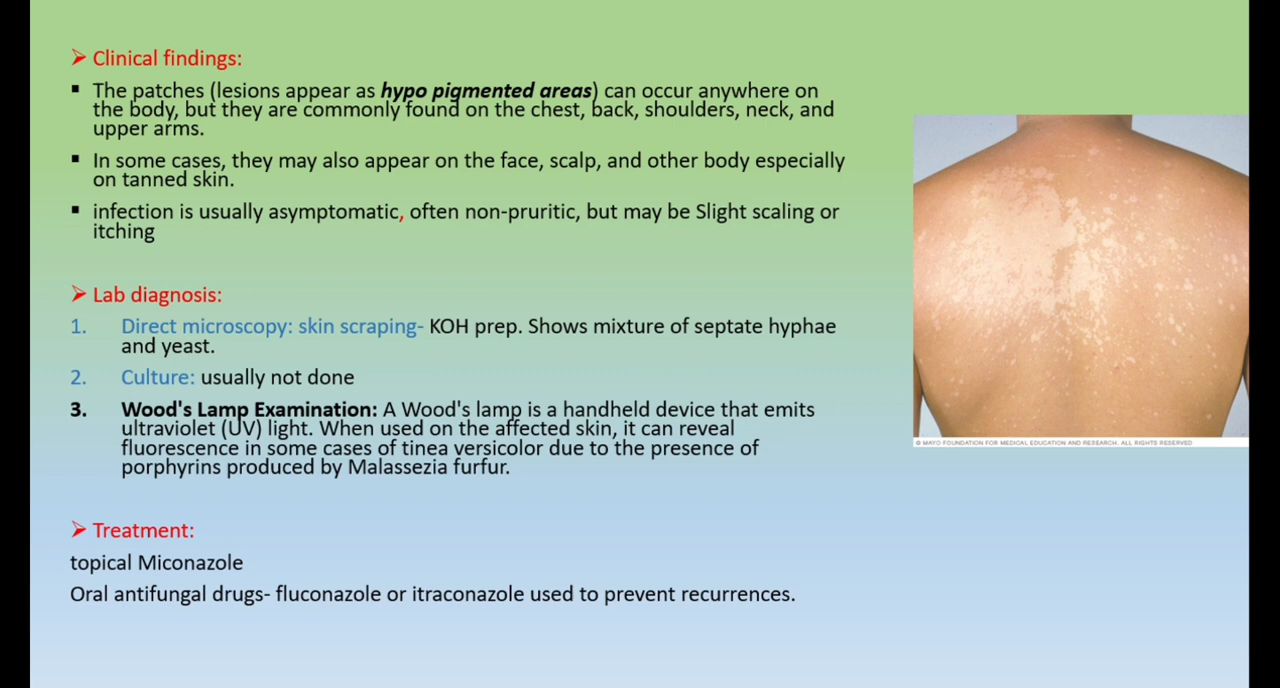 ➢ Clinical findings:
▪ The patches (lesions appear as hypo pigmented areas) can occur anywhere on
the body, but they are commonly found on the chest, back, shoulders, neck, and
upper arms.
▪ In some cases, they may also appear on the face, scalp, and other body especially
on tanned skin.
▪ infection is usually asymptomatic, often non-pruritic, but may be Slight scaling or
itching
➢ Lab diagnosis:
1. Direct microscopy: skin scraping- KOH prep. Shows mixture of septate hyphae
and yeast.
2. Culture: usually not done
3. Wood's Lamp Examination: A Wood's lamp is a handheld device that emits
ultraviolet (UV) light. When used on the affected skin, it can reveal
fluorescence in some cases of tinea versicolor due to the presence of
porphyrins produced by Malassezia furfur.
➢ Treatment:
topical Miconazole
Oral antifungal drugs- fluconazole or itraconazole used to prevent recurrences.
© MAYO FOUNDATION FOR MEDICAL EDUCATION AND RESEARCH. ALL RIGHTS RESERVED